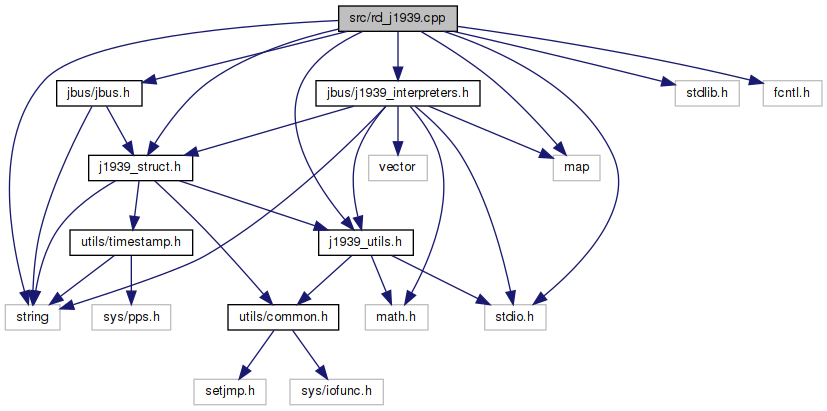 src/rd_j1939.cpp
jbus/jbus.h
jbus/j1939_interpreters.h
stdlib.h
fcntl.h
j1939_struct.h
vector
map
utils/timestamp.h
j1939_utils.h
string
sys/pps.h
utils/common.h
math.h
stdio.h
setjmp.h
sys/iofunc.h